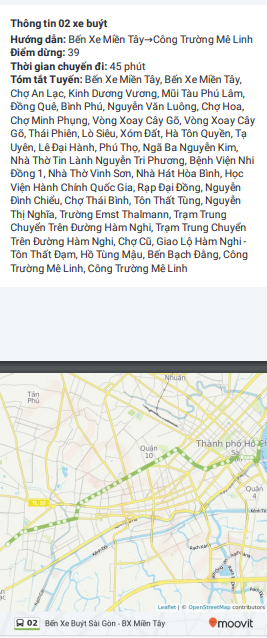 Thông tin 02 xe buýt
Hướng dẫn: Bến Xe Miền Tây→Công Trường Mê Linh
Điểm dừng: 39
Thời gian chuyến đi: 45 phút
Tóm tắt Tuyến: Bến Xe Miền Tây, Bến Xe Miền Tây,
Chợ An Lạc, Kinh Dương Vương, Mũi Tàu Phú Lâm,
Đồng Quê, Bình Phú, Nguyễn Văn Luông, Chợ Hoa,
Chợ Minh Phụng, Vòng Xoay Cây Gõ, Vòng Xoay Cây
Gõ, Thái Phiên, Lò Siêu, Xóm Đất, Hà Tôn Quyền, Tạ
Uyên, Lê Đại Hành, Phú Thọ, Ngã Ba Nguyễn Kim,
Nhà Thờ Tin Lành Nguyễn Tri Phương, Bệnh Viện Nhi
Đồng 1, Nhà Thờ Vinh Sơn, Nhà Hát Hòa Bình, Học
Viện Hành Chính Quốc Gia, Rạp Đại Đồng, Nguyễn
Đình Chiểu, Chợ Thái Bình, Tôn Thất Tùng, Nguyễn
Thị Nghĩa, Trường Ernst Thalmann, Trạm Trung
Chuyển Trên Đường Hàm Nghi, Trạm Trung Chuyển
Trên Đường Hàm Nghi, Chợ Cũ, Giao Lộ Hàm Nghi -
Tôn Thất Đạm, Hồ Tùng Mậu, Bến Bạch Đằng, Công
Trường Mê Linh, Công Trường Mê Linh
Nhuận
Tân
Phú
Thành phố Hồ
Quận
10
Quận
4
Leaflet | © OpenStreetMap contributors
02 Bến Xe Buýt Sài Gòn - BX Miền Tây
moovit